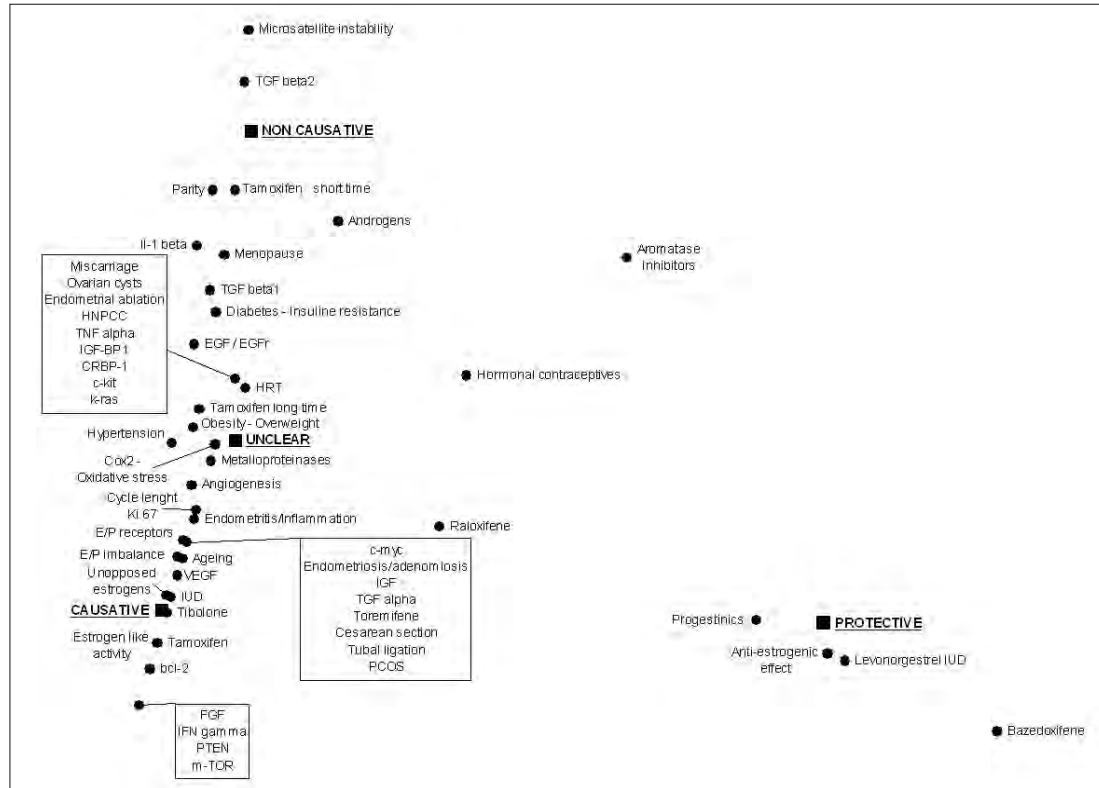 Microsatellite instability
TGF beta2
NON CAUSATIVE
Parity
Tamoxifen short time
Androgens
Il-1 beta
Menopause
Aromatase
inhibitors
Miscarriage
Ovarian cysts
Endometrial ablation
HNPCC
TNF alpha
IGF-BP1
CRBP-1
c-kit
k-ras
TGF beta1
Diabetes - Insuline resistance
EGF / EGFr
HRT
Hormonal contraceptives
Tamoxifen long time
Obesity - Overweight
Hypertension
UNCLEAR
Cox2 -
Oxidative stress
Metalloproteinases
Angiogenesis
Cycle lenght
Ki 67
Endometritis/Inflammation
Raloxifene
E/P receptors
E/P imbalance
Ageing
VEGF
Unopposed
estrogens
IUD
CAUSATIVE
Tibolone
c-myc
Endometriosis/adenomiosis
IGF
TGF alpha
Toremifene
Cesarean section
Tubal ligation
PCOS
Progestinics
PROTECTIVE
Estrogen like
activity
Tamoxifen
Anti-estrogenic
effect
Levonorgestrel IUD
bcl-2
FGF
IFN gamma
PTEN
m-TOR
Bazedoxifene